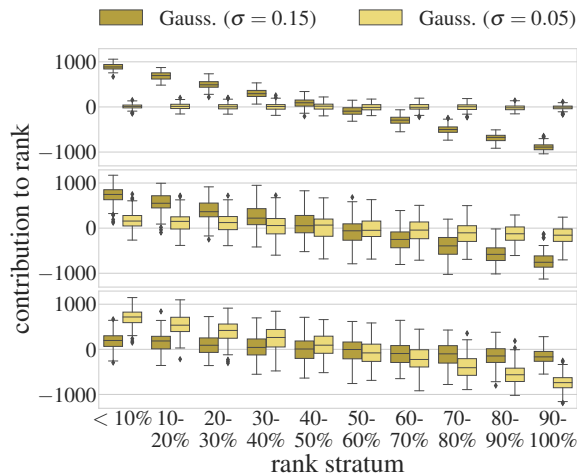 Gauss. (σ = 0.15) Gauss. (σ = 0.05)
contribution to rank
1000
0
−1000
1000
0
−1000
1000
0
−1000
< 10% 10-20% 20-30% 30-40% 40-50% 50-60% 60-70% 70-80% 80-90% 90-100%
rank stratum